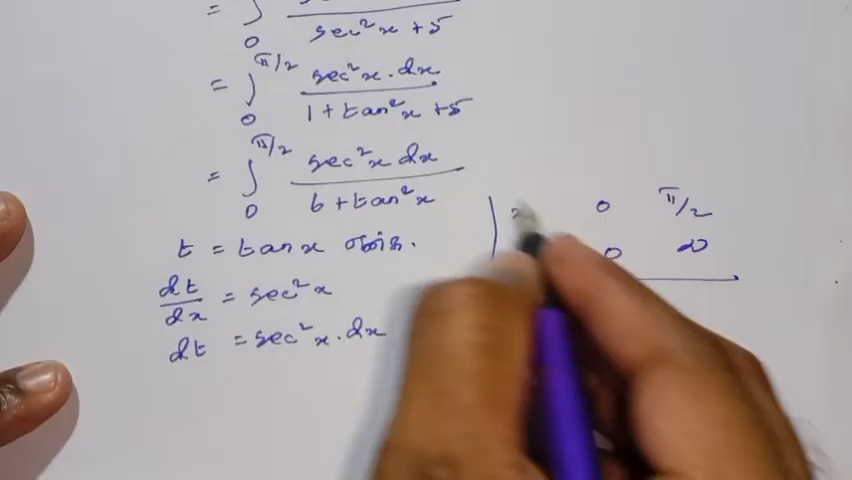 = ∫
0
sec²x + 5
= ∫₀^(π/2) sec²x · dx / 1 + tan²x + 5
= ∫₀^(π/2) sec²x dx / 6 + tan²x
t = tan x என்க.
dt/dx = sec²x
dt = sec²x · dx
x 0 π/2
0 ∞